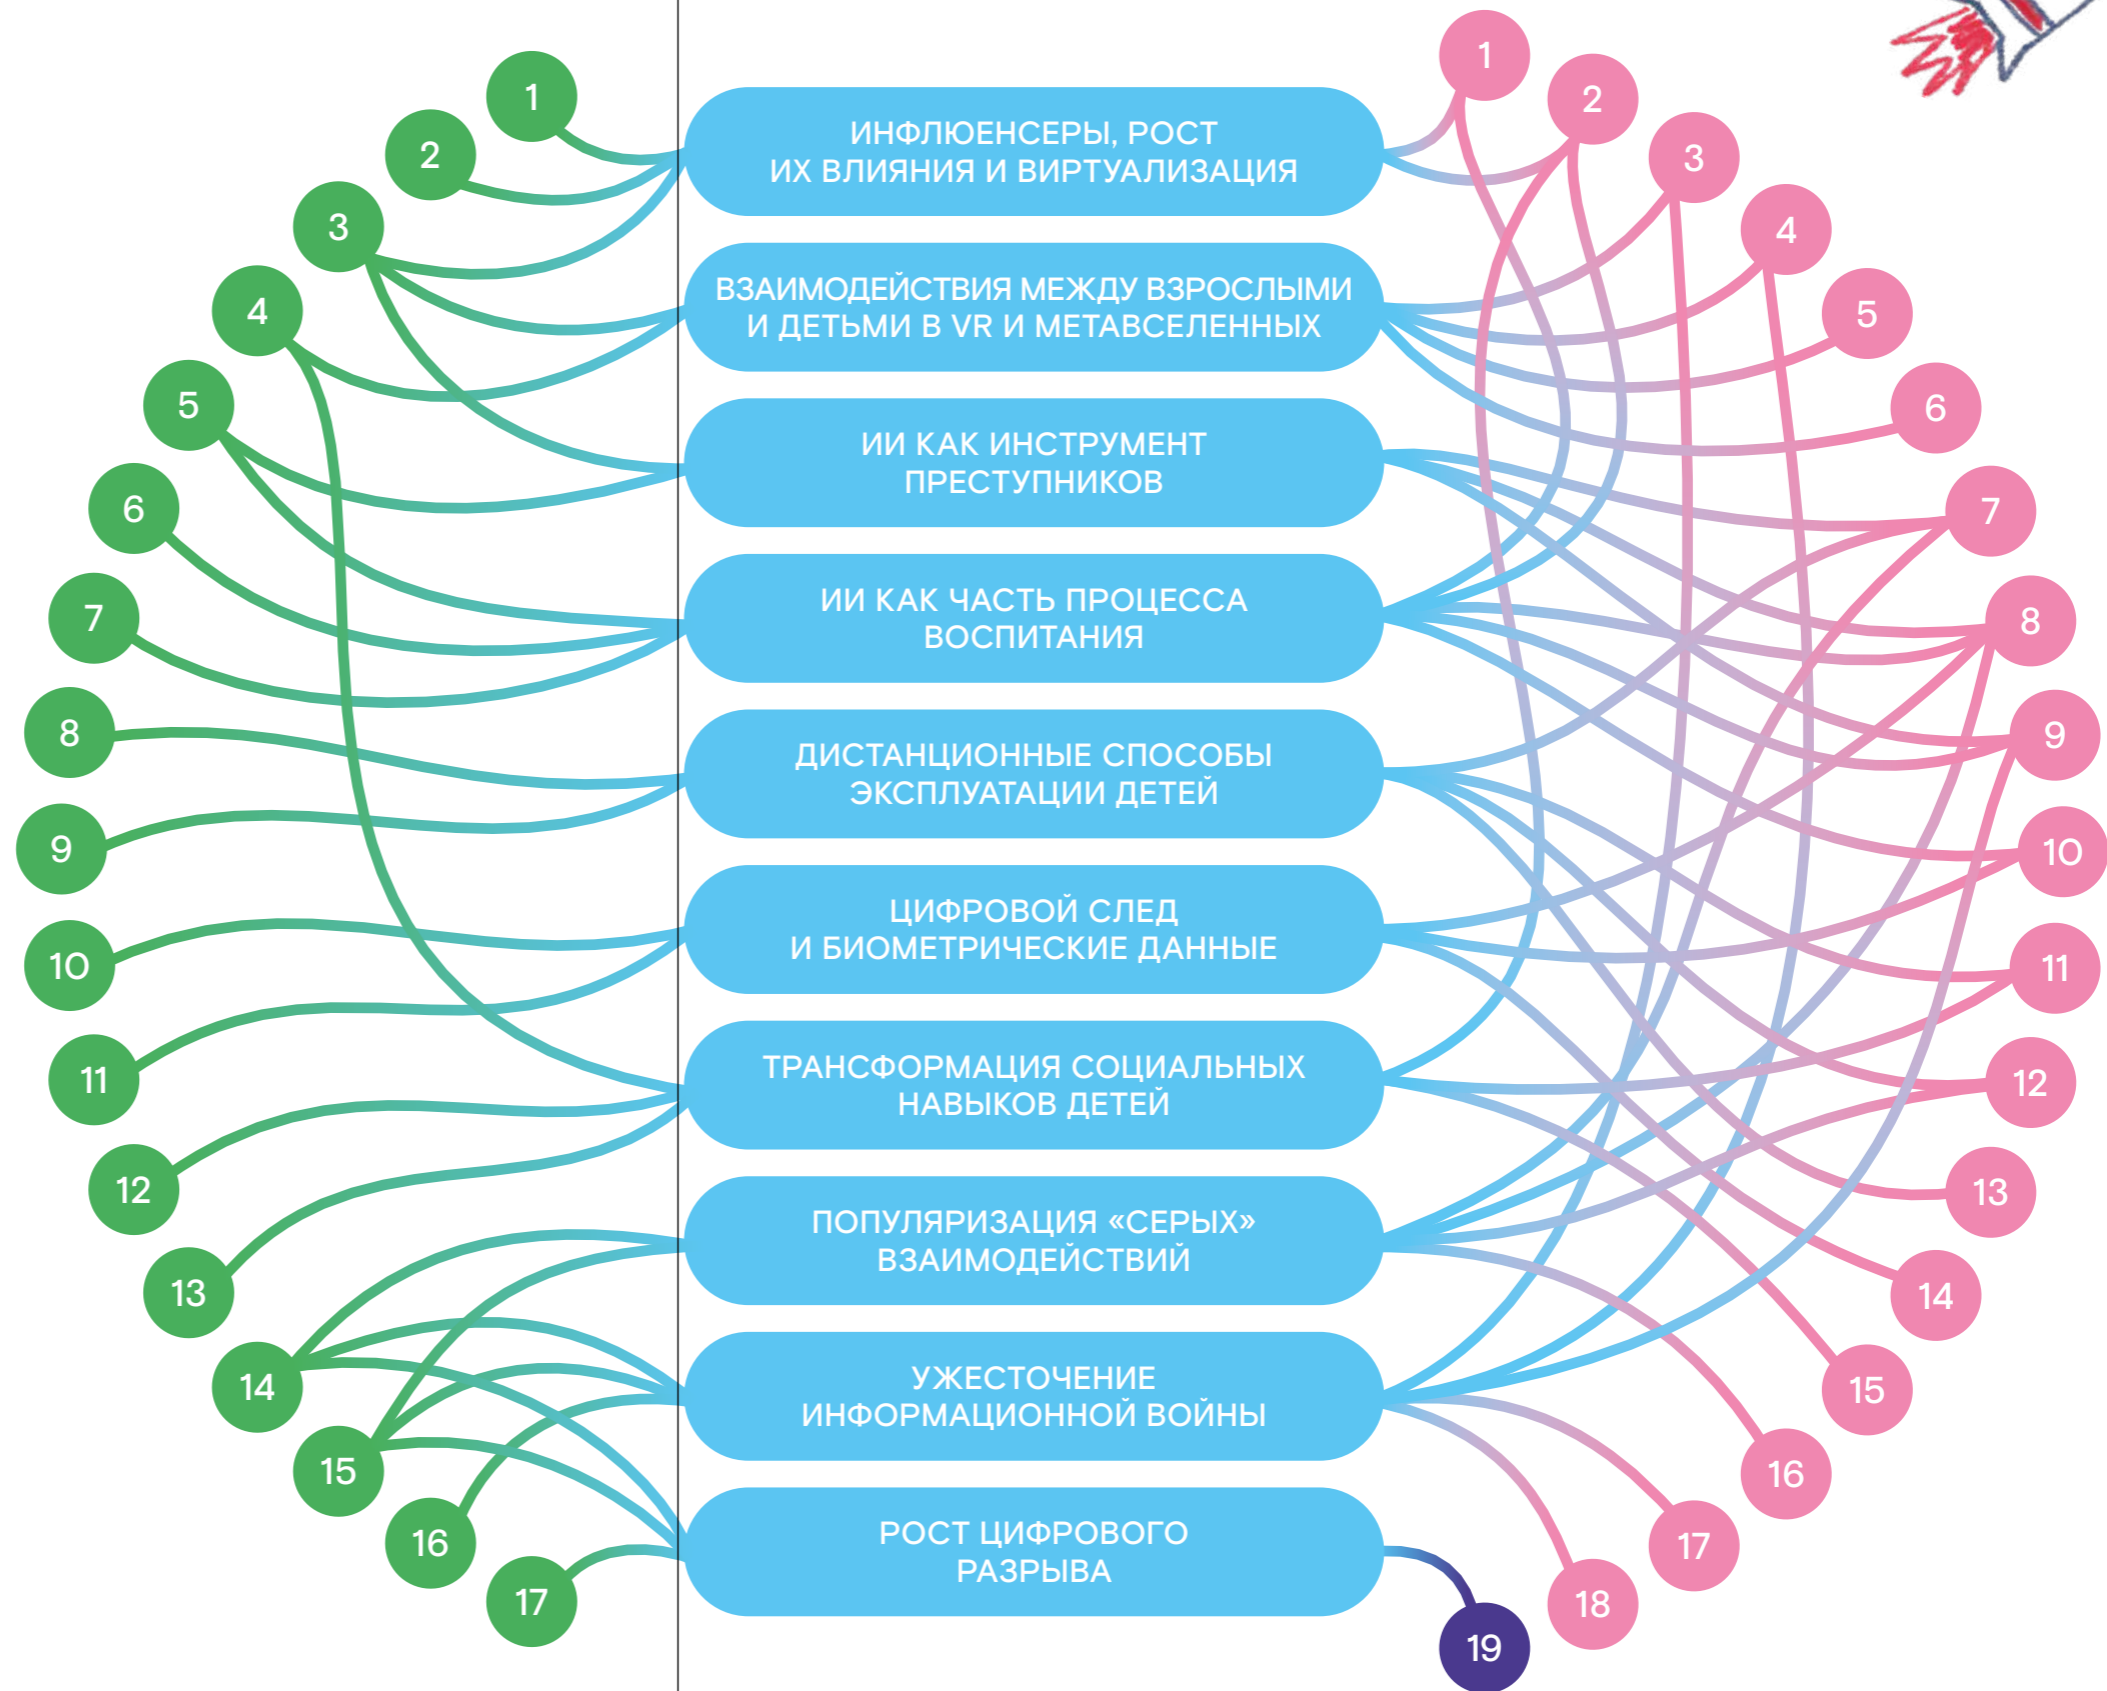 1
2
3
4
5
6
7
8
9
10
11
12
13
14
15
16
17
ИНФЛЮЕНСЕРЫ, РОСТ
ИХ ВЛИЯНИЯ И ВИРТУАЛИЗАЦИЯ
ВЗАИМОДЕЙСТВИЯ МЕЖДУ ВЗРОСЛЫМИ
И ДЕТЬМИ В VR И МЕТАВСЕЛЕННЫХ
ИИ КАК ИНСТРУМЕНТ
ПРЕСТУПНИКОВ
ИИ КАК ЧАСТЬ ПРОЦЕССА
ВОСПИТАНИЯ
ДИСТАНЦИОННЫЕ СПОСОБЫ
ЭКСПЛУАТАЦИИ ДЕТЕЙ
ЦИФРОВОЙ СЛЕД
И БИОМЕТРИЧЕСКИЕ ДАННЫЕ
ТРАНСФОРМАЦИЯ СОЦИАЛЬНЫХ
НАВЫКОВ ДЕТЕЙ
ПОПУЛЯРИЗАЦИЯ «СЕРЫХ»
ВЗАИМОДЕЙСТВИЙ
УЖЕСТОЧЕНИЕ
ИНФОРМАЦИОННОЙ ВОЙНЫ
РОСТ ЦИФРОВОГО
РАЗРЫВА
1
2
3
4
5
6
7
8
9
10
11
12
13
14
15
16
17
18
19